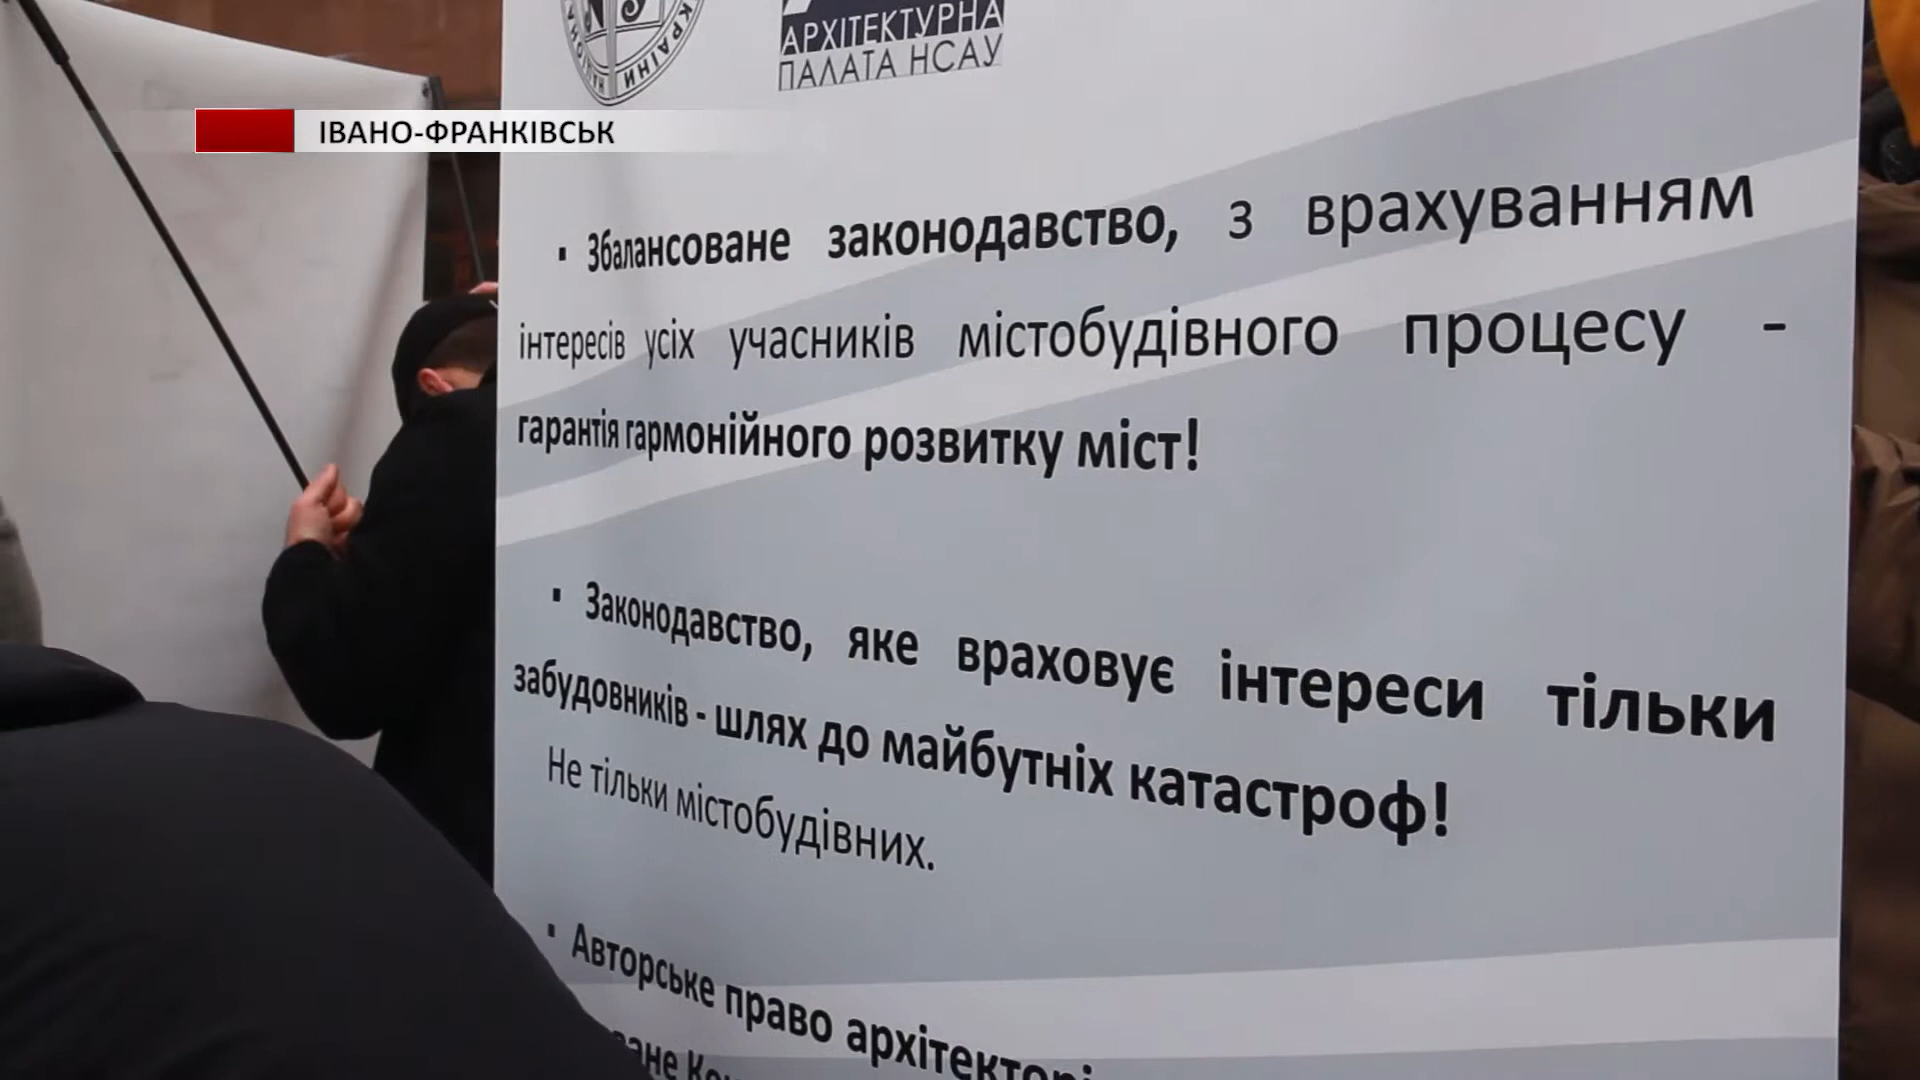 КРАЇНИ
АРХІТЕКТУРНА
ПАЛАТА НСАУ
ІВАНО-ФРАНКІВСЬК
▪ Збалансоване законодавство, з врахуванням
інтересів усіх учасників містобудівного процесу -
гарантія гармонійного розвитку міст!
▪ Законодавство, яке враховує інтереси тільки
забудовників - шлях до майбутніх катастроф!
Не тільки містобудівних.
▪ Авторське право